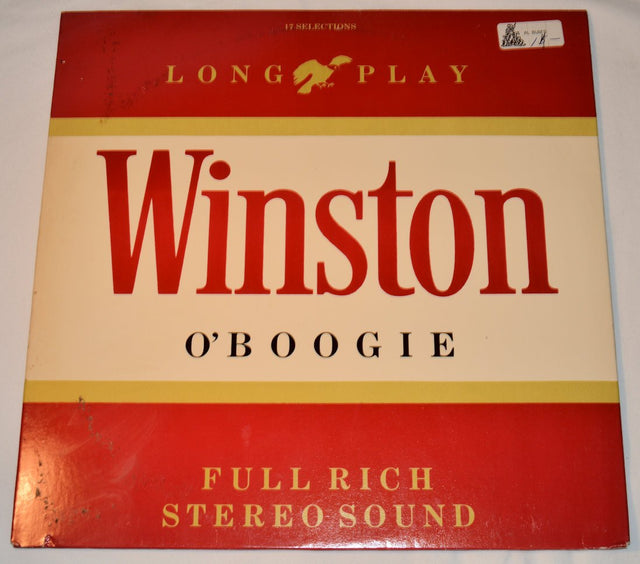 17 SELECTIONS
LONG PLAY
Winston
O'BOOGIE
FULL RICH
STEREO SOUND